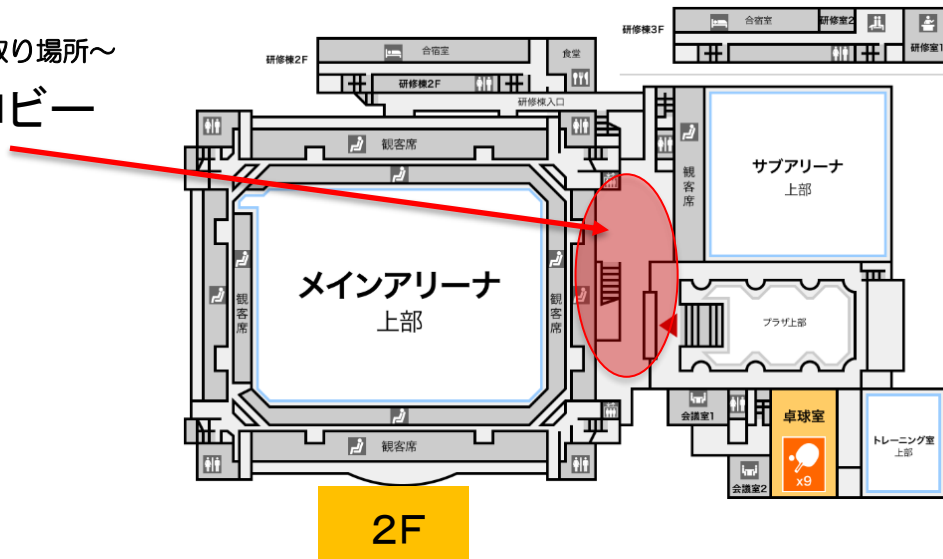 研修棟3F
合宿室
研修室2
研修室1
取り場所～
ロビー
研修棟2F
合宿室
食堂
研修棟2F
研修棟入口
観客席
観客席
サブアリーナ
上部
メインアリーナ
上部
観客席
観客席
プラザ上部
会議室1
卓球室
x9
会議室2
トレーニング室
上部
観客席
2F